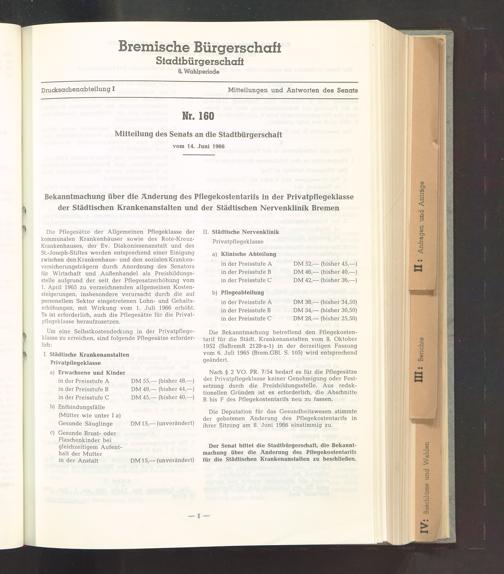 Bremische Bürgerschaft
Stadtbürgerschaft
6. Wahlperiode
Drucksachenabteilung I
Mitteilungen und Antworten des Senats
Nr. 160
Mitteilung des Senats an die Stadtbürgerschaft
vom 14. Juni 1966
Bekanntmachung über die Änderung des Pflegekostentarifs in der Privatpflegeklasse
der Städtischen Krankenanstalten und der Städtischen Nervenklinik Bremen
Die Pflegesätze der Allgemeinen Pflegeklasse der
kommunalen Krankenhäuser sowie des Rote-Kreuz-
Krankenhauses, der Ev. Diakonissenanstalt und des
St.-Joseph-Stiftes werden entsprechend einer Einigung
zwischen den Krankenhaus- und den sozialen Kranken-
versicherungsträgern durch Anordnung des Senators
für Wirtschaft und Außenhandel als Preisbildungs-
stelle aufgrund der seit der Pflegesatzerhöhung vom
1. April 1965 zu verzeichnenden allgemeinen Kosten-
steigerungen, insbesondere verursacht durch die auf
personellem Sektor eingetretenen Lohn- und Gehalts-
erhöhungen, mit Wirkung vom 1. Juli 1966 erhöht.
Es ist erforderlich, auch die Pflegesätze für die Privat-
pflegeklasse heraufzusetzen.
Um eine Selbstkostendeckung in der Privatpflege-
klasse zu erreichen, sind folgende Pflegesätze erforder-
lich:
I. Städtische Krankenanstalten
Privatpflegeklasse
a) Erwachsene und Kinder
in der Preisstufe A DM 55,— (bisher 48,—)
in der Preisstufe B DM 49,— (bisher 44,—)
in der Preisstufe C DM 45,— (bisher 40,—)
b) Entbindungsfälle
(Mütter wie unter I a)
Gesunde Säuglinge DM 15,— (unverändert)
c) Gesunde Brust- oder
Flaschenkinder bei
gleichzeitigem Aufent-
halt der Mutter
in der Anstalt DM 15,— (unverändert)
II. Städtische Nervenklinik
Privatpflegeklasse
a) Klinische Abteilung
in der Preisstufe A DM 52,— (bisher 45,—)
in der Preisstufe B DM 46,— (bisher 40,—)
in der Preisstufe C DM 42,— (bisher 36,—)
b) Pflegeabteilung
in der Preisstufe A DM 38,— (bisher 34,50)
in der Preisstufe B DM 34,— (bisher 30,50)
in der Preisstufe C DM 28,— (bisher 25,50)
Die Bekanntmachung betreffend den Pflegekosten-
tarif für die Städt. Krankenanstalten vom 8. Oktober
1952 (SaBremR 2128-a-1) in der derzeitigen Fassung
vom 6. Juli 1965 (Brem.GBl. S. 105) wird entsprechend
geändert.
Nach § 2 VO. PR. 7/54 bedarf es für die Pflegesätze
der Privatpflegeklasse keiner Genehmigung oder Fest-
setzung durch die Preisbildungsstelle. Aus redak-
tionellen Gründen ist es erforderlich, die Abschnitte
B bis F des Pflegekostentarifs neu zu fassen.
Die Deputation für das Gesundheitswesen stimmte
der gebotenen Änderung des Pflegekostentarifs in
ihrer Sitzung am 8. Juni 1966 einstimmig zu.
Der Senat bittet die Stadtbürgerschaft, die Bekannt-
machung über die Änderung des Pflegekostentarifs
für die Städtischen Krankenanstalten zu beschließen.
— 1 —
II: Anfragen und Anträge
III: Berichte
IV: Beschlüsse und Wahlen